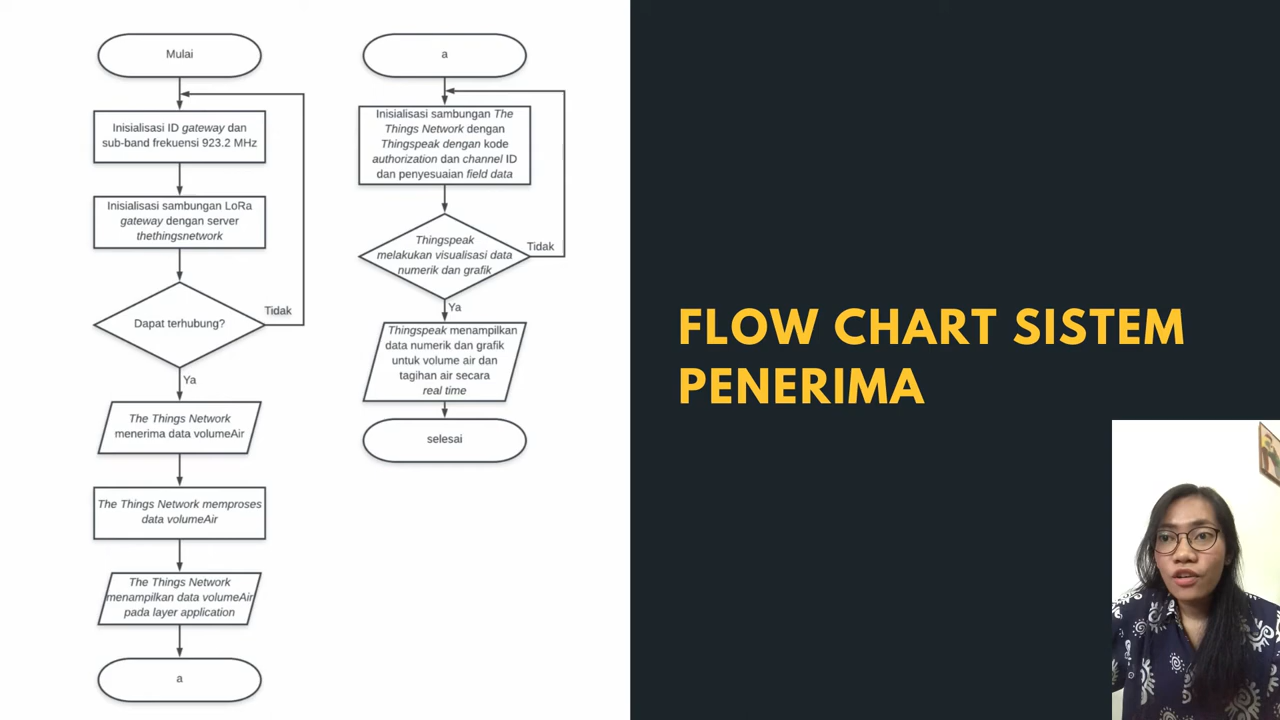 Mulai
Inisialisasi ID gateway dan
sub-band frekuensi 923.2 MHz
Inisialisasi sambungan LoRa
gateway dengan server
thethingsnetwork
Dapat terhubung?
Tidak
Ya
The Things Network
menerima data volumeAir
The Things Network memproses
data volumeAir
The Things Network
menampilkan data volumeAir
pada layer application
a
a
Inisialisasi sambungan The
Things Network dengan
Thingspeak dengan kode
authorization dan channel ID
dan penyesuaian field data
Thingspeak
melakukan visualisasi data
numerik dan grafik
Tidak
Ya
Thingspeak menampilkan
data numerik dan grafik
untuk volume air dan
tagihan air secara
real time
selesai
FLOW CHART SISTEM
PENERIMA